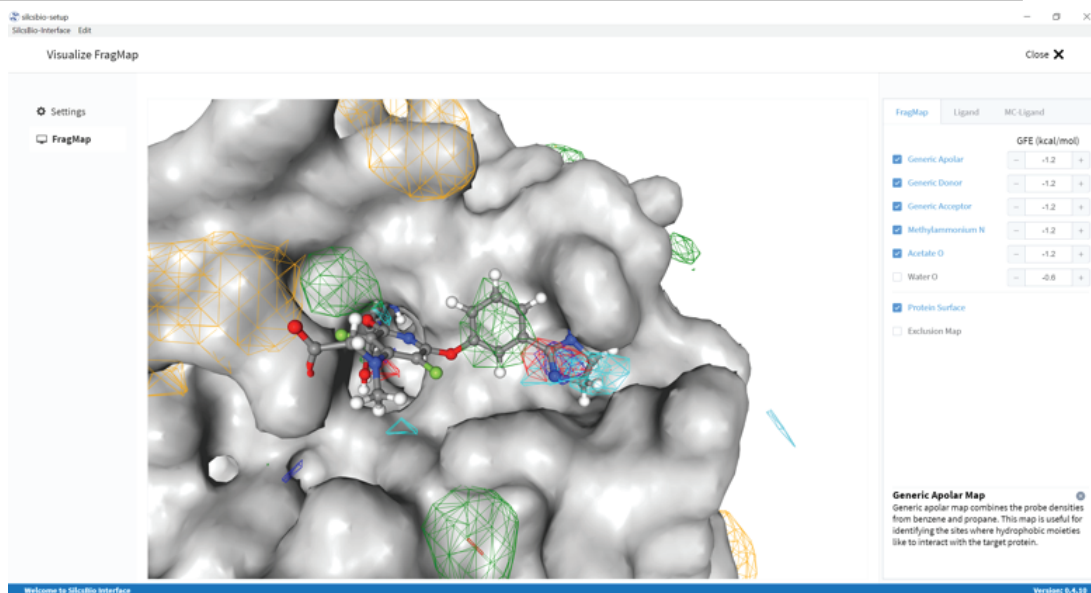 silcsbio-setup
SilcsBio-Interface Edit
Visualize FragMap
Close
Settings
FragMap
FragMap Ligand MC-Ligand
GFE (kcal/mol)
Generic Apolar − -1.2 +
Generic Donor − -1.2 +
Generic Acceptor − -1.2 +
Methylammonium N − -1.2 +
Acetate O − -1.2 +
Water O − -0.6 +
Protein Surface
Exclusion Map
Generic Apolar Map
Generic apolar map combines the probe densities
from benzene and propane. This map is useful for
identifying the sites where hydrophobic moieties
like to interact with the target protein.
Welcome to SilcsBio Interface
Version: 0.4.10